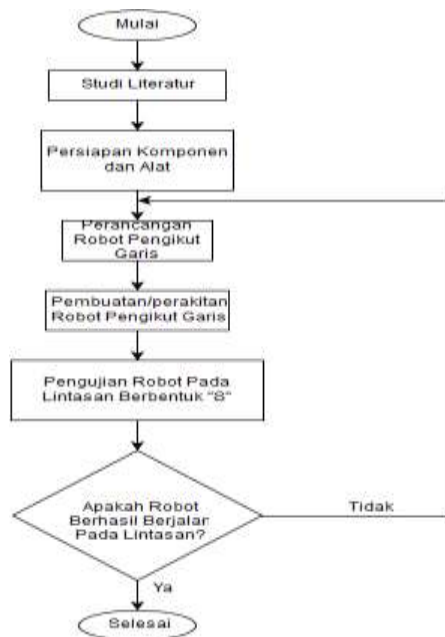 Mulai
Studi Literatur
Persiapan Komponen
dan Alat
Perancangan
Robot Pengikut
Garis
Pembuatan/perakitan
Robot Pengikut Garis
Pengujian Robot Pada
Lintasan Berbentuk "S"
Apakah Robot
Berhasil Berjalan
Pada Lintasan?
Tidak
Ya
Selesai